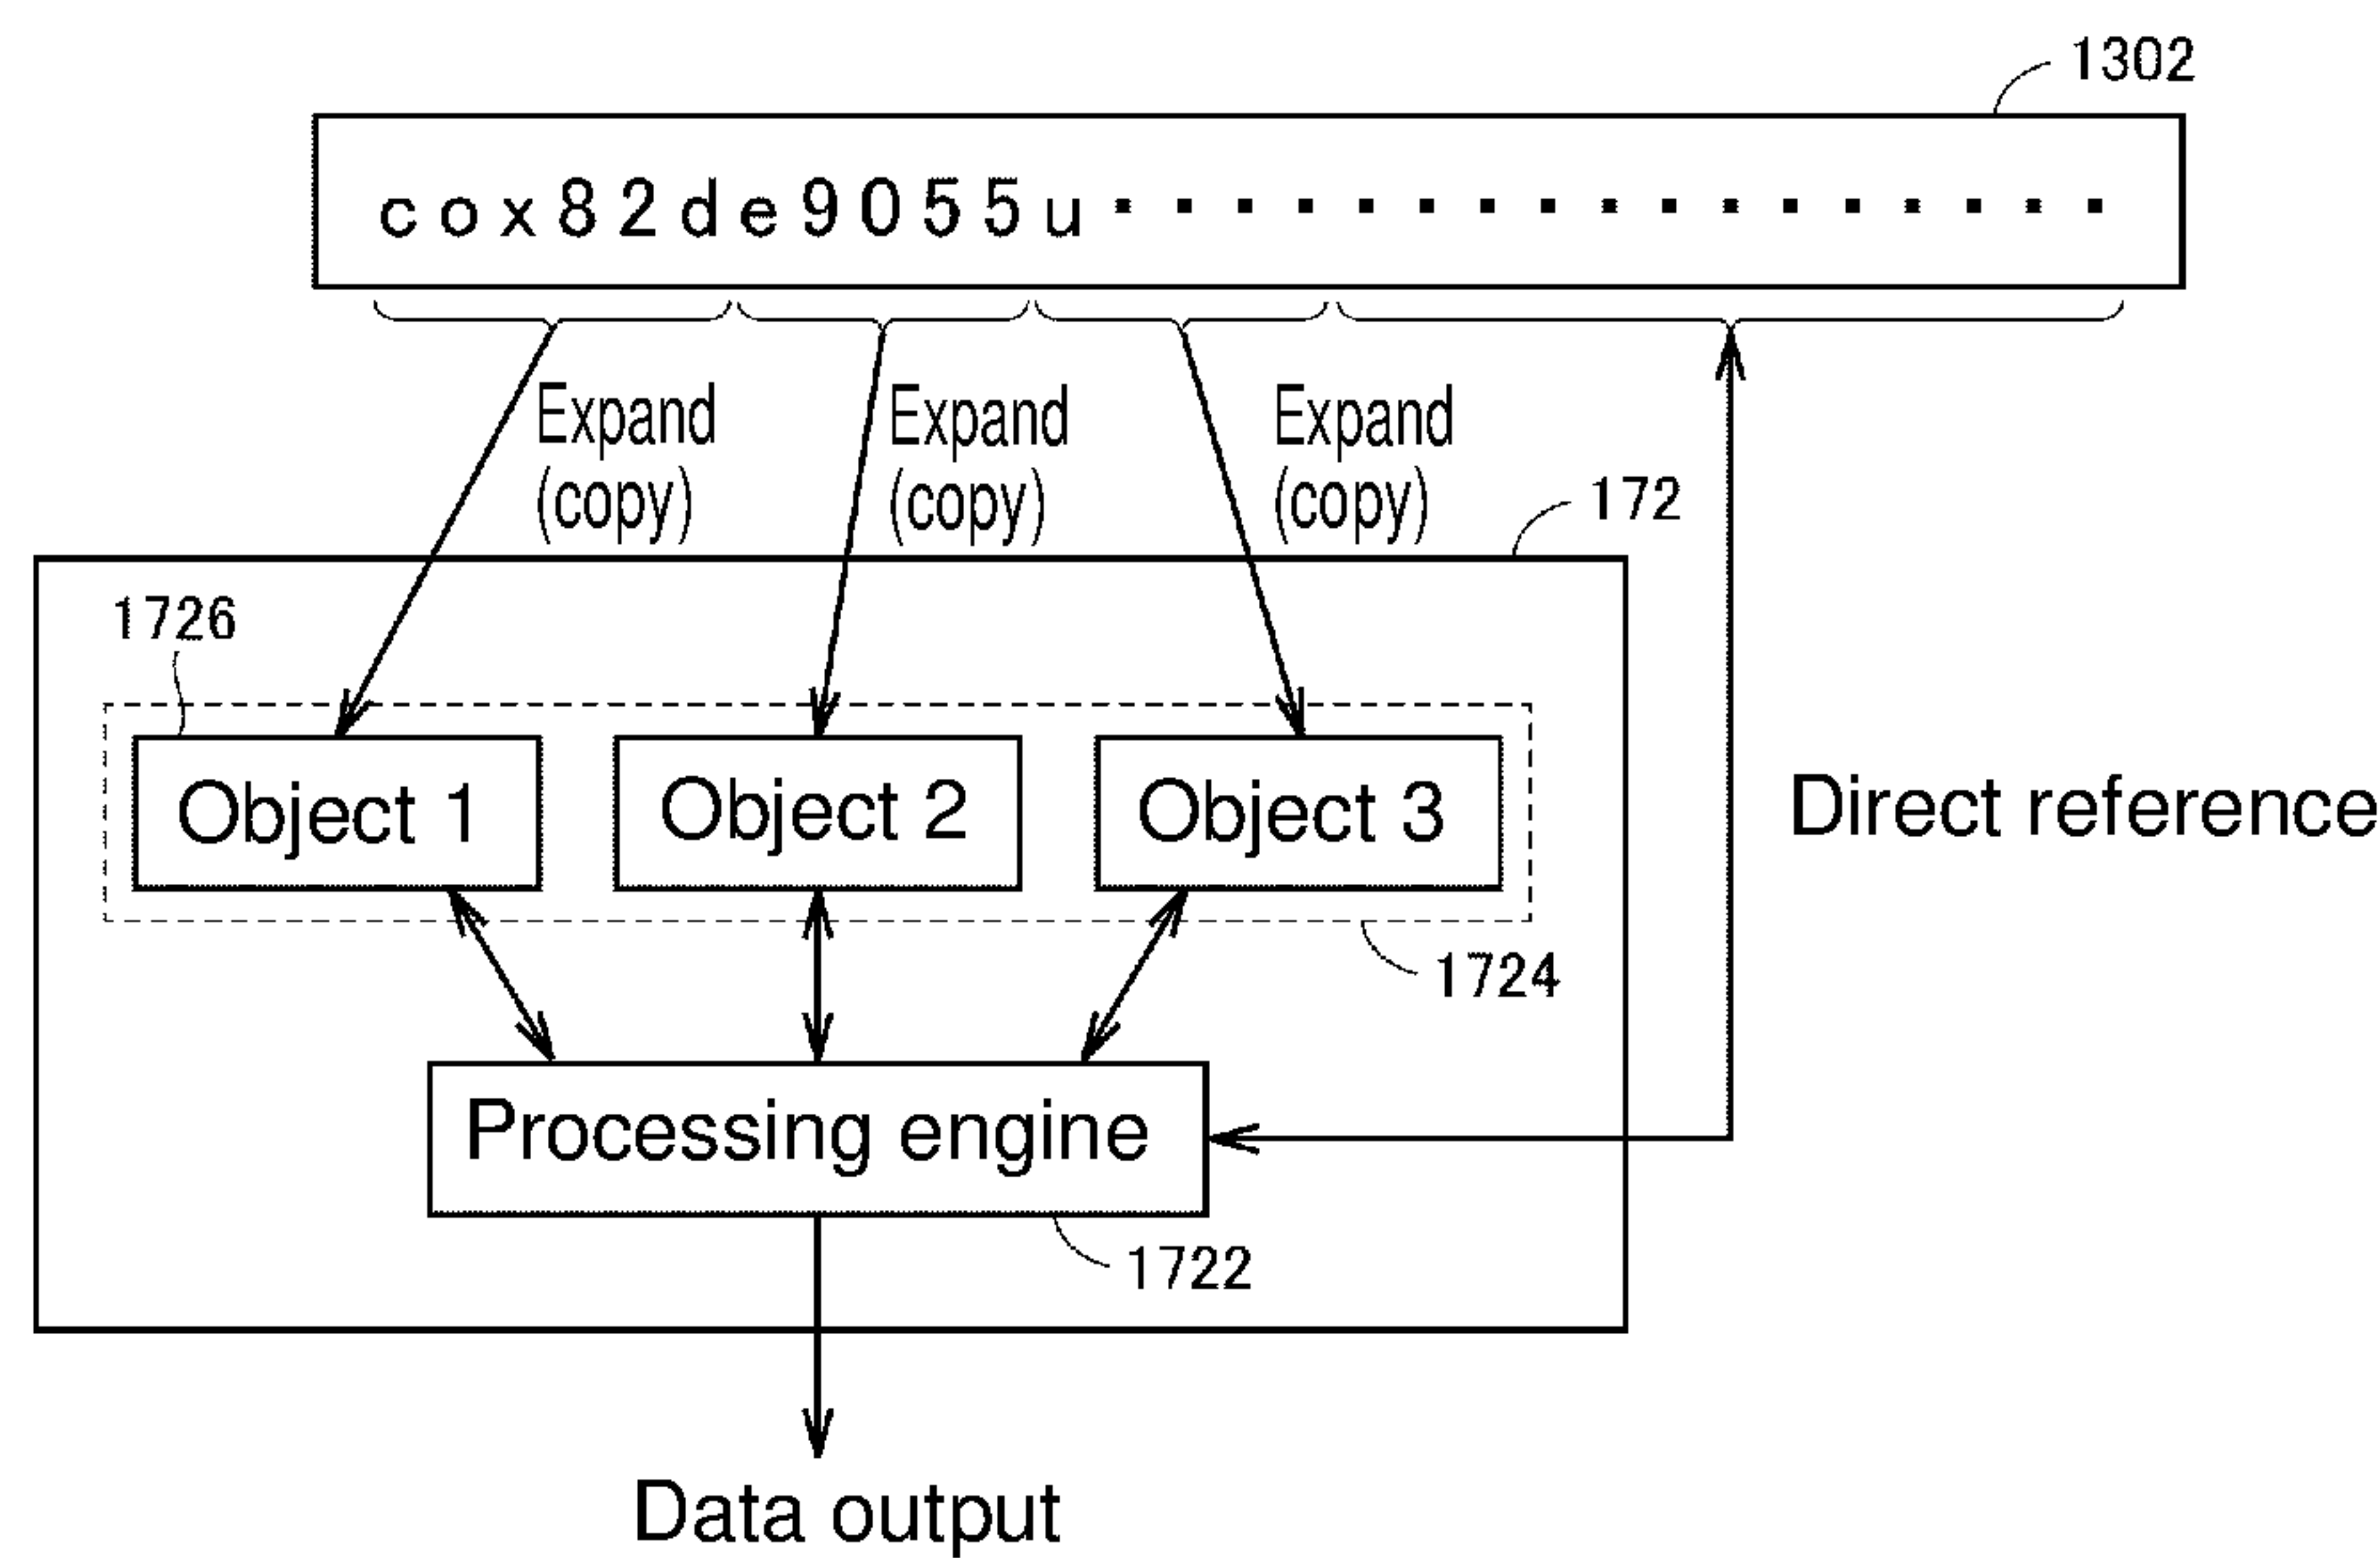 1302
cox82de9055u▪▪▪▪▪▪▪▪▪▪▪▪▪▪▪▪▪
Expand
(copy)
Expand
(copy)
Expand
(copy)
172
1726
Object 1
Object 2
Object 3
Direct reference
1724
Processing engine
1722
Data output